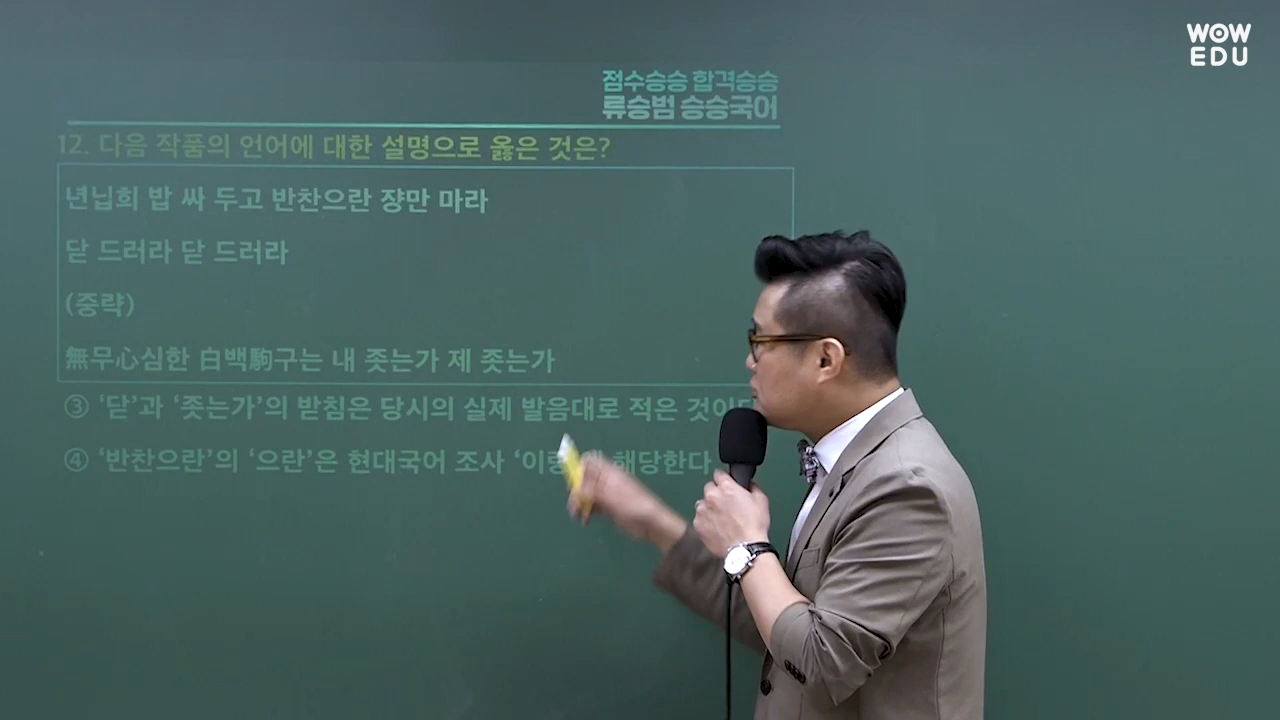 WOW
EDU
점수승승 합격승승
류승범 승승국어
12. 다음 작품의 언어에 대한 설명으로 옳은 것은?
년닙희 밥 싸 두고 반찬으란 쟝만 마라
닫 드러라 닫 드러라
(중략)
無무心심한 白백駒구는 내 좃는가 제 좃는가
③ ‘닫’과 ‘좃는가’의 받침은 당시의 실제 발음대로 적은
④ ‘반찬으란’의 ‘으란’은 현대국어 조사 해당한다